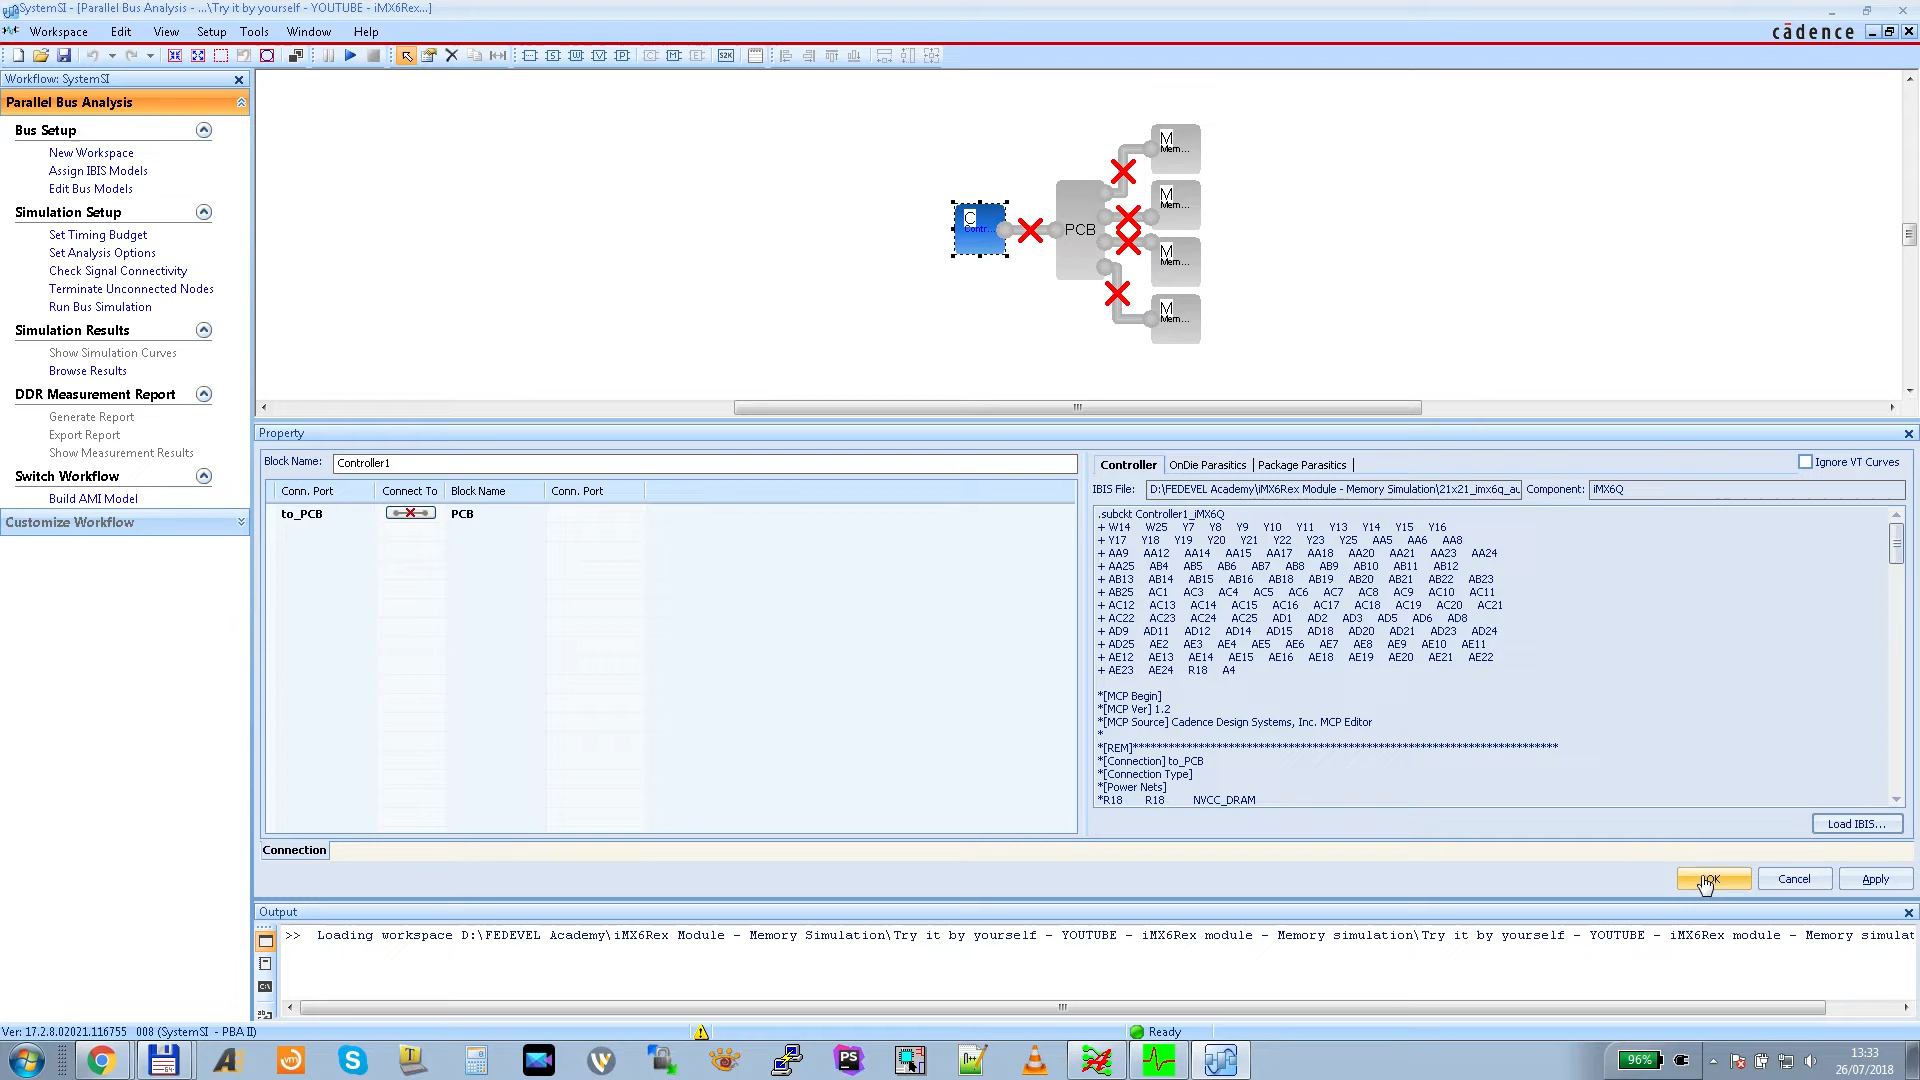 SystemSI - [Parallel Bus Analysis - ...\Try it by yourself - YOUTUBE - iMX6Rex...]
Workspace Edit View Setup Tools Window Help
cādence
Workflow: SystemSI
Parallel Bus Analysis
Bus Setup
New Workspace
Assign IBIS Models
Edit Bus Models
Simulation Setup
Set Timing Budget
Set Analysis Options
Check Signal Connectivity
Terminate Unconnected Nodes
Run Bus Simulation
Simulation Results
Show Simulation Curves
Browse Results
DDR Measurement Report
Generate Report
Export Report
Show Measurement Results
Switch Workflow
Build AMI Model
Customize Workflow
C
Contr...
PCB
M
Mem...
M
Mem...
M
Mem...
M
Mem...
Property
Block Name: Controller1
Conn. Port Connect To Block Name Conn. Port
to_PCB PCB
Controller OnDie Parasitics Package Parasitics Ignore VT Curves
IBIS File: D:\FEDEVEL Academy\iMX6Rex Module - Memory Simulation\21x21_imx6q_au Component: iMX6Q
.subckt Controller1_iMX6Q
+ W14 W25 Y7 Y8 Y9 Y10 Y11 Y13 Y14 Y15 Y16
+ Y17 Y18 Y19 Y20 Y21 Y22 Y23 Y25 AA5 AA6 AA8
+ AA9 AA12 AA14 AA15 AA17 AA18 AA20 AA21 AA23 AA24
+ AA25 AB4 AB5 AB6 AB7 AB8 AB9 AB10 AB11 AB12
+ AB13 AB14 AB15 AB16 AB18 AB19 AB20 AB21 AB22 AB23
+ AB25 AC1 AC3 AC4 AC5 AC6 AC7 AC8 AC9 AC10 AC11
+ AC12 AC13 AC14 AC15 AC16 AC17 AC18 AC19 AC20 AC21
+ AC22 AC23 AC24 AC25 AD1 AD2 AD3 AD5 AD6 AD8
+ AD9 AD11 AD12 AD14 AD15 AD18 AD20 AD21 AD23 AD24
+ AD25 AE2 AE3 AE4 AE5 AE6 AE7 AE8 AE9 AE10 AE11
+ AE12 AE13 AE14 AE15 AE16 AE18 AE19 AE20 AE21 AE22
+ AE23 AE24 R18 A4
*[MCP Begin]
*[MCP Ver] 1.2
*[MCP Source] Cadence Design Systems, Inc. MCP Editor
*
*[REM]***********************************************************************
*[Connection] to_PCB
*[Connection Type]
*[Power Nets]
*R18 R18 NVCC_DRAM
Load IBIS...
Connection
OK Cancel Apply
Output
>> Loading workspace D:\FEDEVEL Academy\iMX6Rex Module - Memory Simulation\Try it by yourself - YOUTUBE - iMX6Rex module - Memory simulation\Try it by yourself - YOUTUBE - iMX6Rex module - Memory simulat
Ver: 17.2.8.02021.116755 008 (SystemSI - PBA II) Ready
96%
13:33
26/07/2018